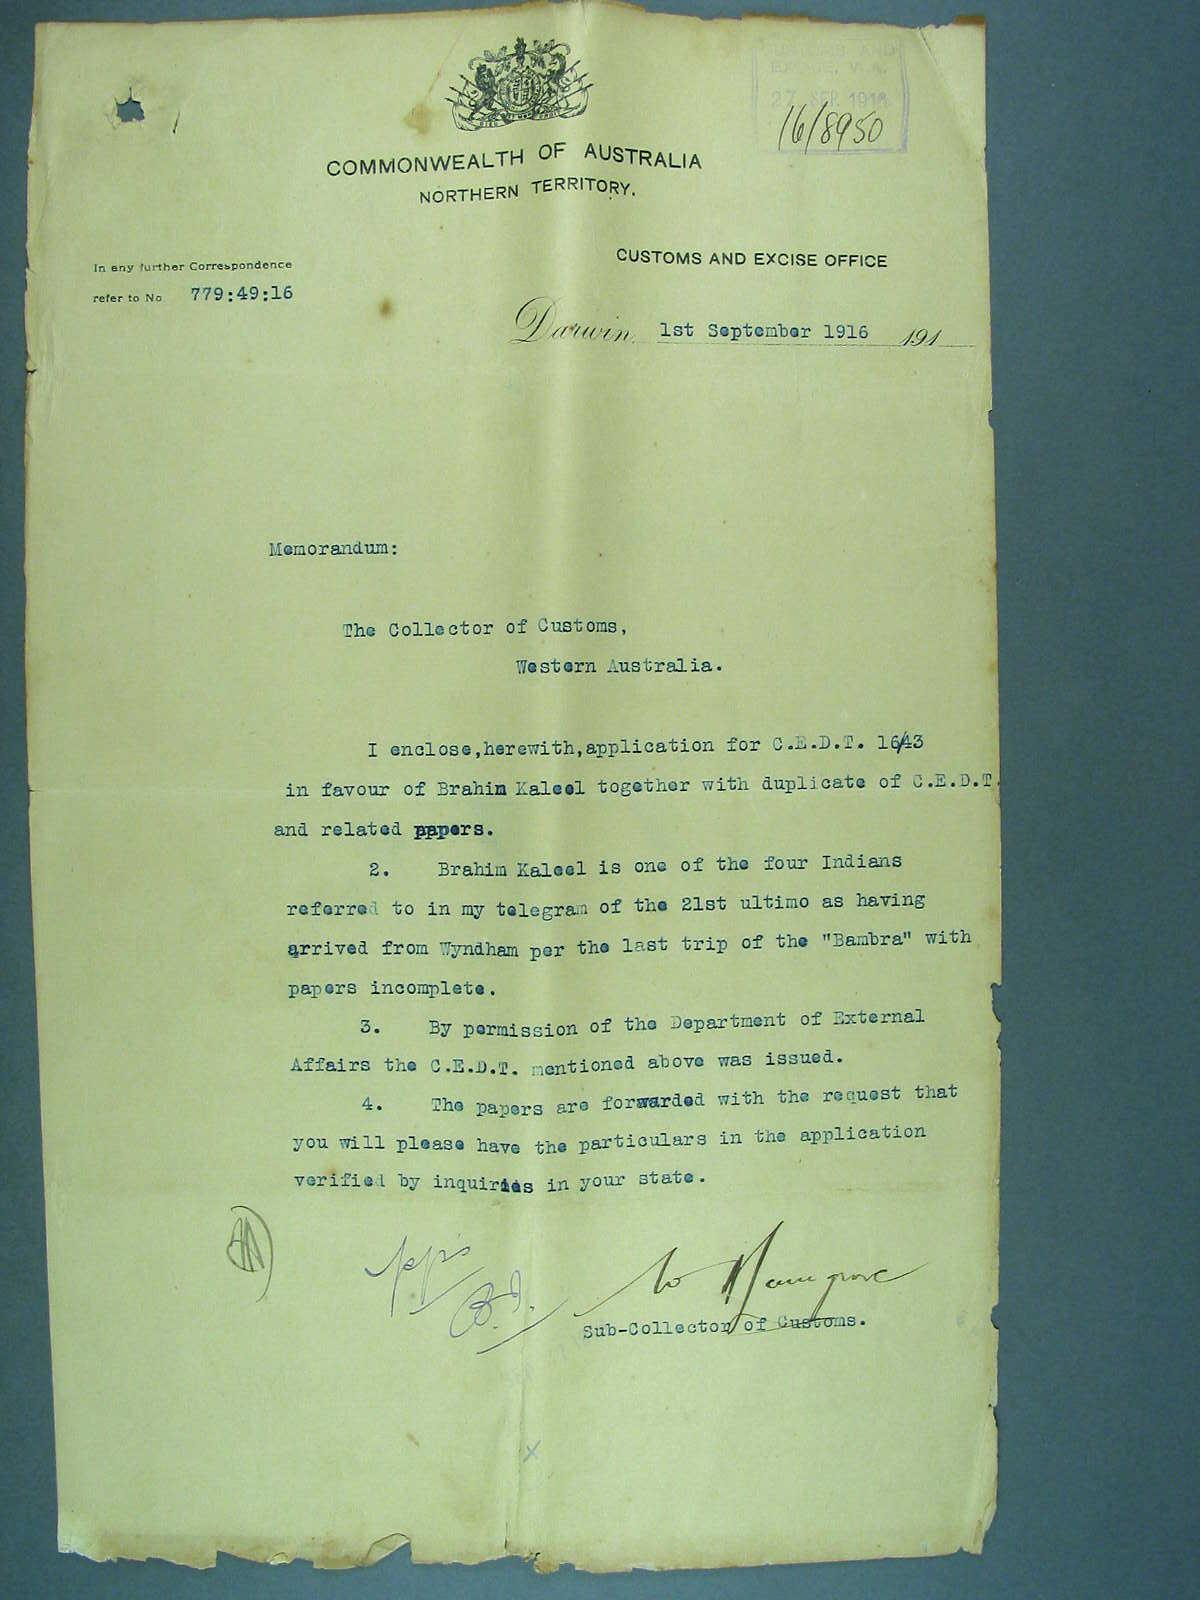 27 SEP 1916
16/8950
COMMONWEALTH OF AUSTRALIA
NORTHERN TERRITORY.
In any further Correspondence
refer to No 779:49:16
CUSTOMS AND EXCISE OFFICE
Darwin, 1st September 1916 191
Memorandum:
The Collector of Customs,
Western Australia.
I enclose,herewith,application for C.E.D.T. 16/43
in favour of Brahim Kaleel together with duplicate of C.E.D.T.
and related papers.
2. Brahim Kaleel is one of the four Indians
referred to in my telegram of the 21st ultimo as having
arrived from Wyndham per the last trip of the "Bambra" with
papers incomplete.
3. By permission of the Department of External
Affairs the C.E.D.T. mentioned above was issued.
4. The papers are forwarded with the request that
you will please have the particulars in the application
verified by inquiries in your state.
Sub-Collector of Customs.